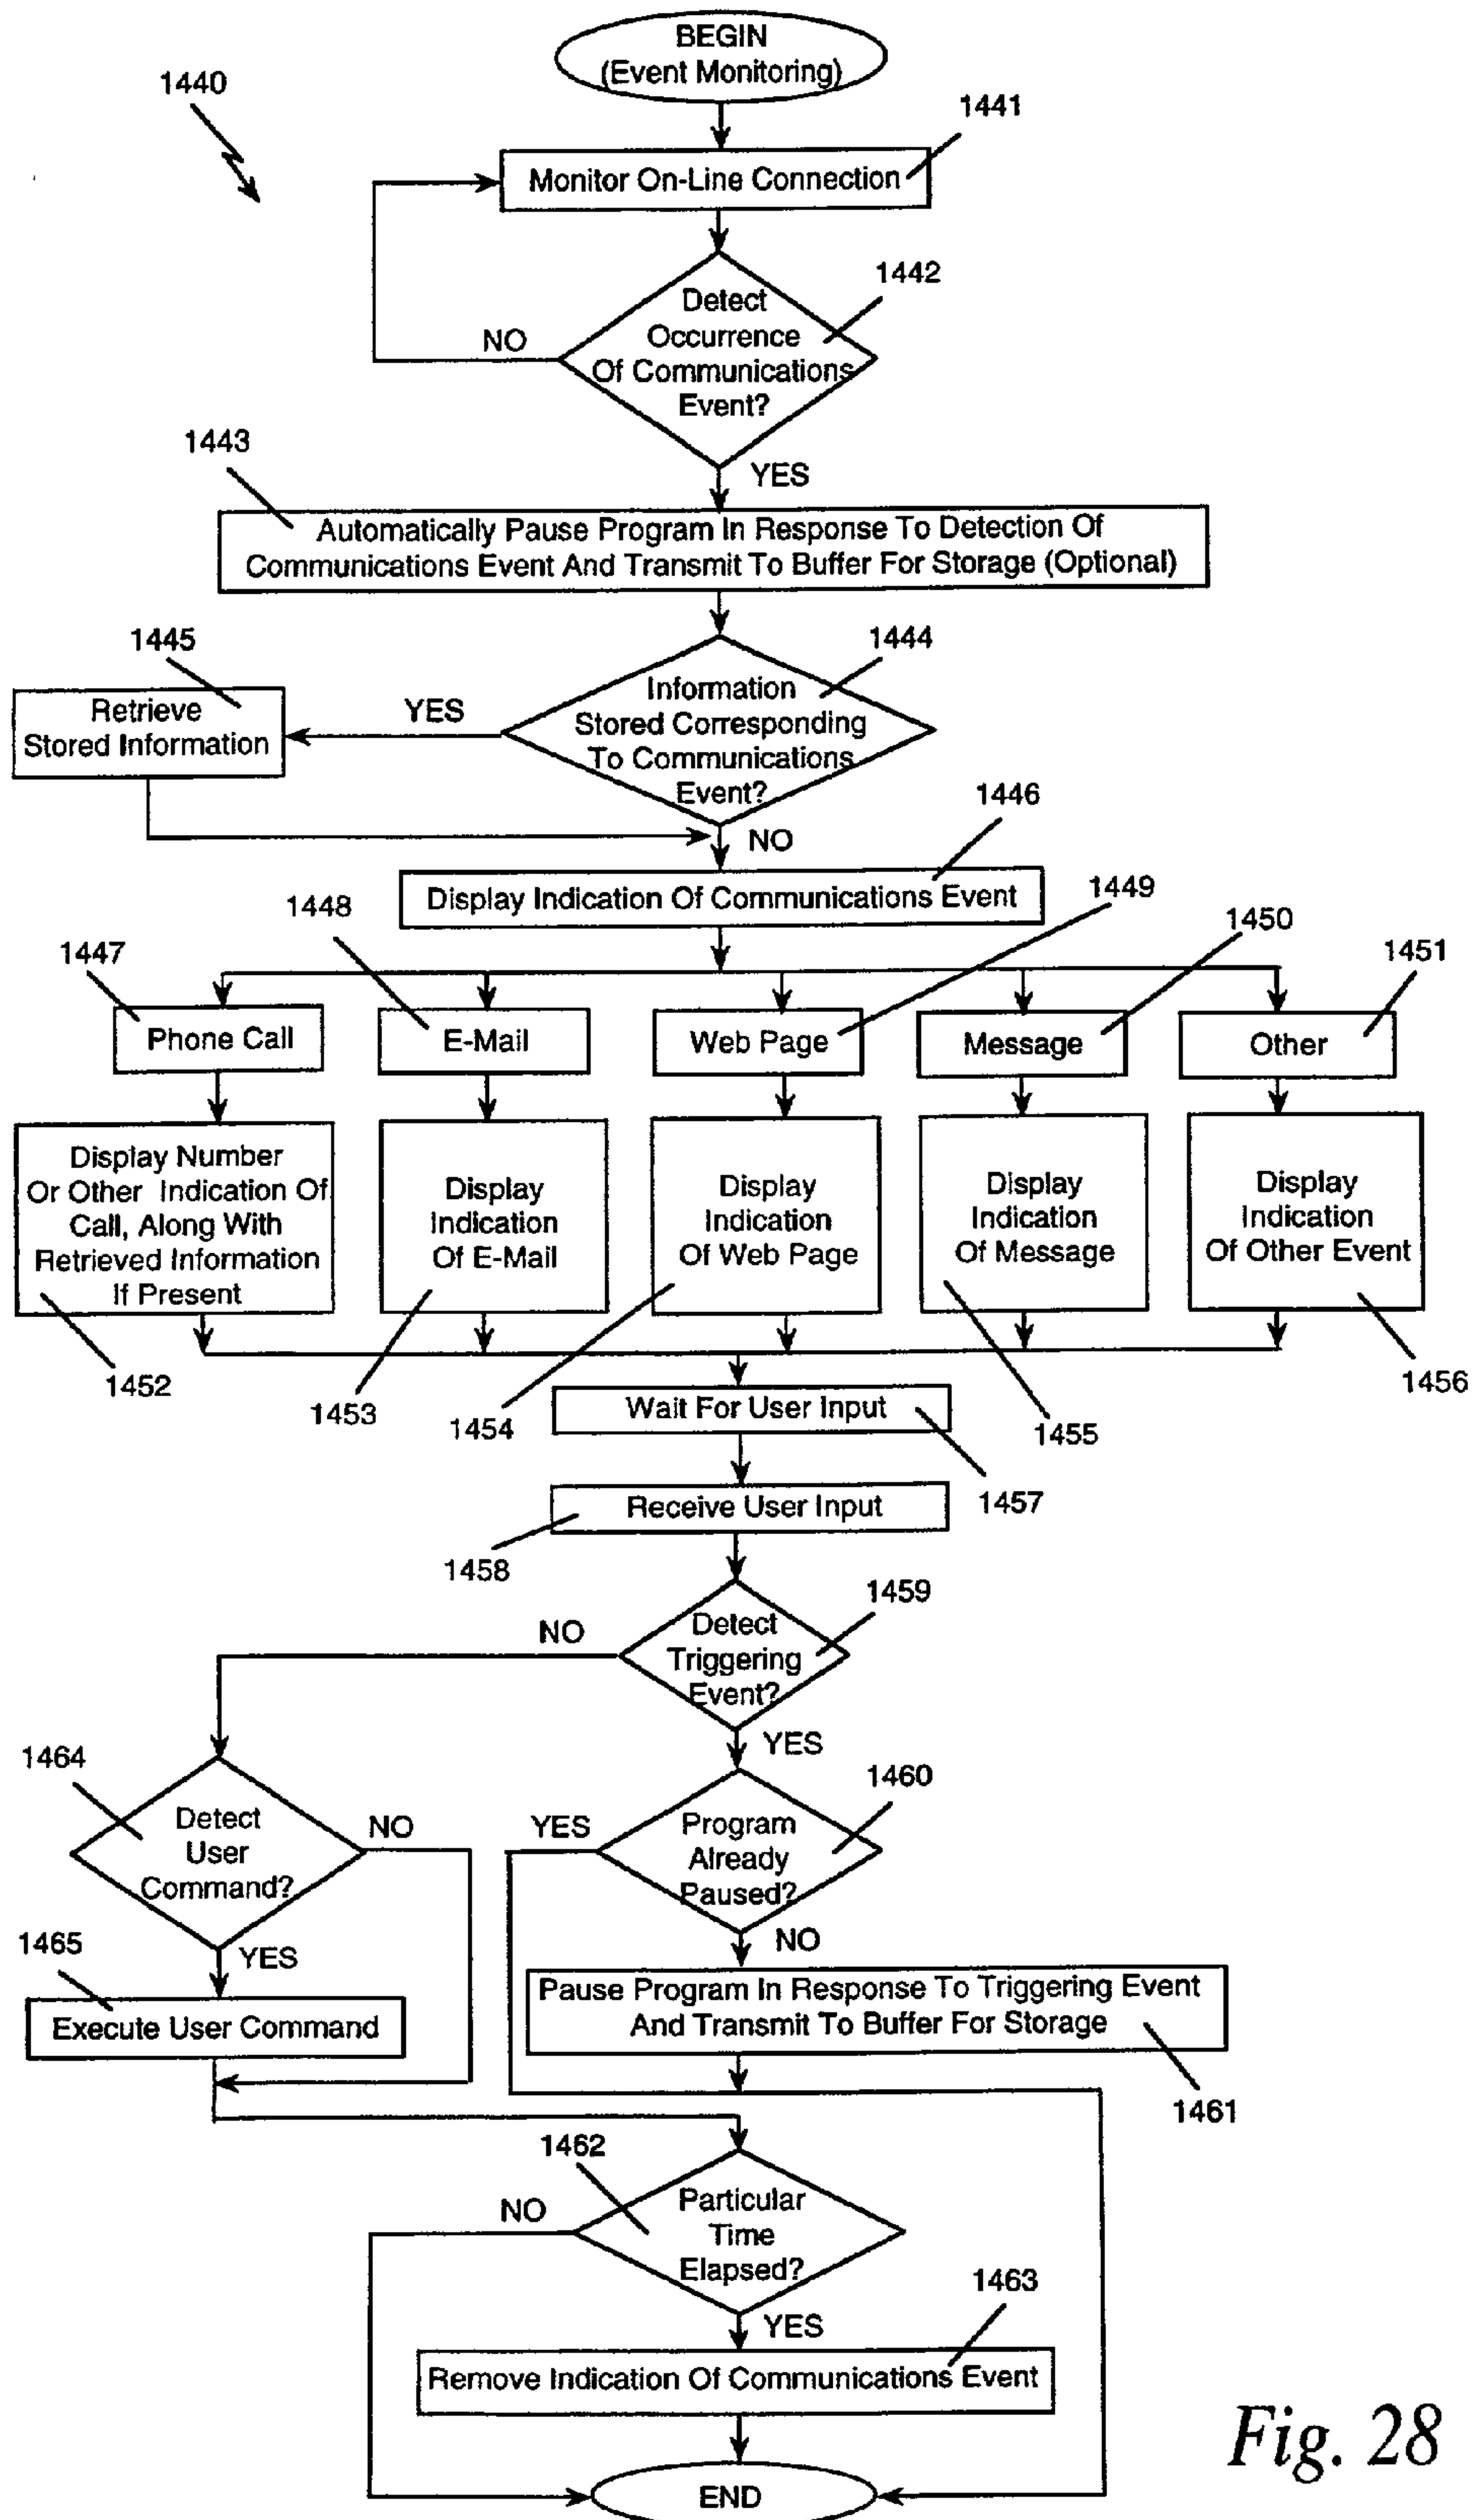 BEGIN
(Event Monitoring)
1440
1441
Monitor On-Line Connection
1442
Detect
Occurrence
Of Communications
Event?
NO
YES
1443
Automatically Pause Program In Response To Detection Of
Communications Event And Transmit To Buffer For Storage (Optional)
1445
1444
Retrieve
Stored Information
YES
Information
Stored Corresponding
To Communications
Event?
NO
1446
Display Indication Of Communications Event
1447
1448
1449
1450
1451
Phone Call
E-Mail
Web Page
Message
Other
Display Number
Or Other Indication Of
Call, Along With
Retrieved Information
If Present
Display
Indication
Of E-Mail
Display
Indication
Of Web Page
Display
Indication
Of Message
Display
Indication
Of Other Event
1452
1453
1454
1455
1456
Wait For User Input
1457
Receive User Input
1458
1459
Detect
Triggering
Event?
NO
YES
1464
Detect
User
Command?
NO
YES
1460
Program
Already
Paused?
YES
NO
1465
Execute User Command
Pause Program In Response To Triggering Event
And Transmit To Buffer For Storage
1461
1462
Particular
Time
Elapsed?
NO
YES
1463
Remove Indication Of Communications Event
END
Fig. 28